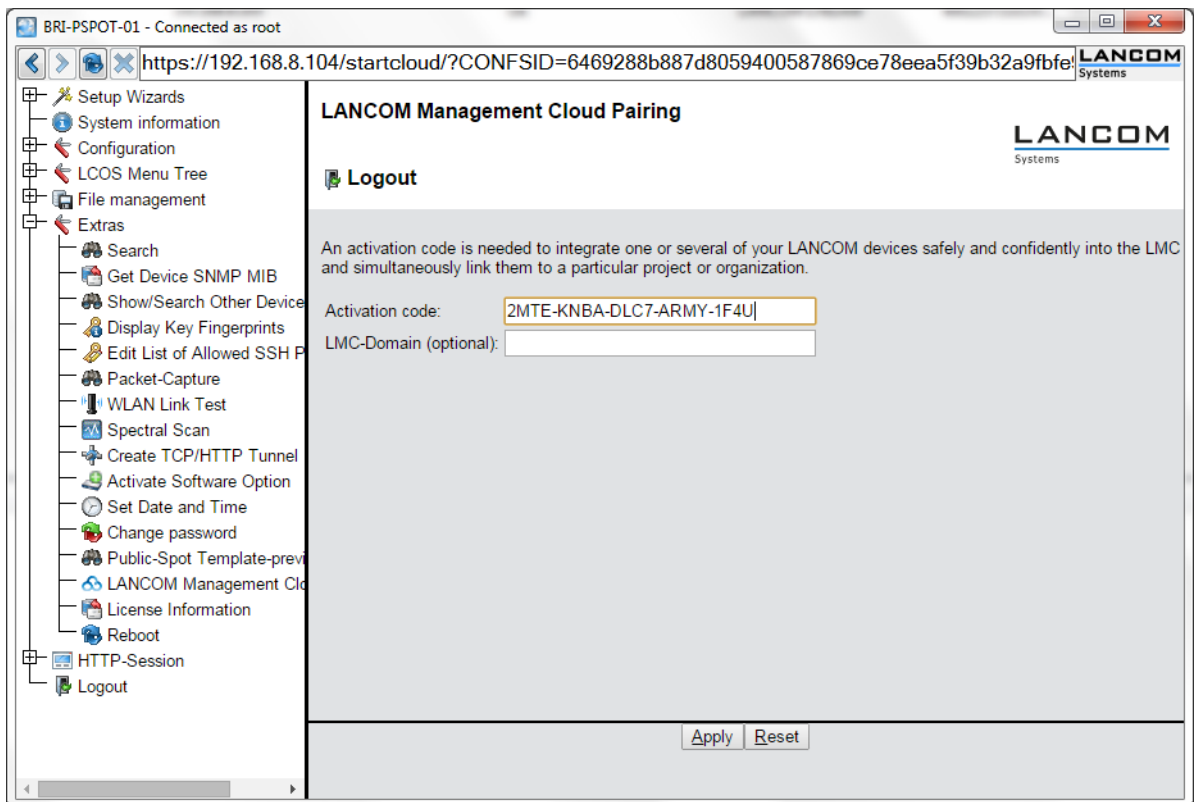 BRI-PSPOT-01 - Connected as root
https://192.168.8.104/startcloud/?CONFSID=6469288b887d8059400587869ce78eea5f39b32a9fbfe
LANCOM
Systems
Setup Wizards
System information
Configuration
LCOS Menu Tree
File management
Extras
Search
Get Device SNMP MIB
Show/Search Other Device
Display Key Fingerprints
Edit List of Allowed SSH P
Packet-Capture
WLAN Link Test
Spectral Scan
Create TCP/HTTP Tunnel
Activate Software Option
Set Date and Time
Change password
Public-Spot Template-previ
LANCOM Management Clo
License Information
Reboot
HTTP-Session
Logout
LANCOM Management Cloud Pairing
LANCOM
Systems
Logout
An activation code is needed to integrate one or several of your LANCOM devices safely and confidently into the LMC
and simultaneously link them to a particular project or organization.
Activation code: 2MTE-KNBA-DLC7-ARMY-1F4U
LMC-Domain (optional):
Apply Reset